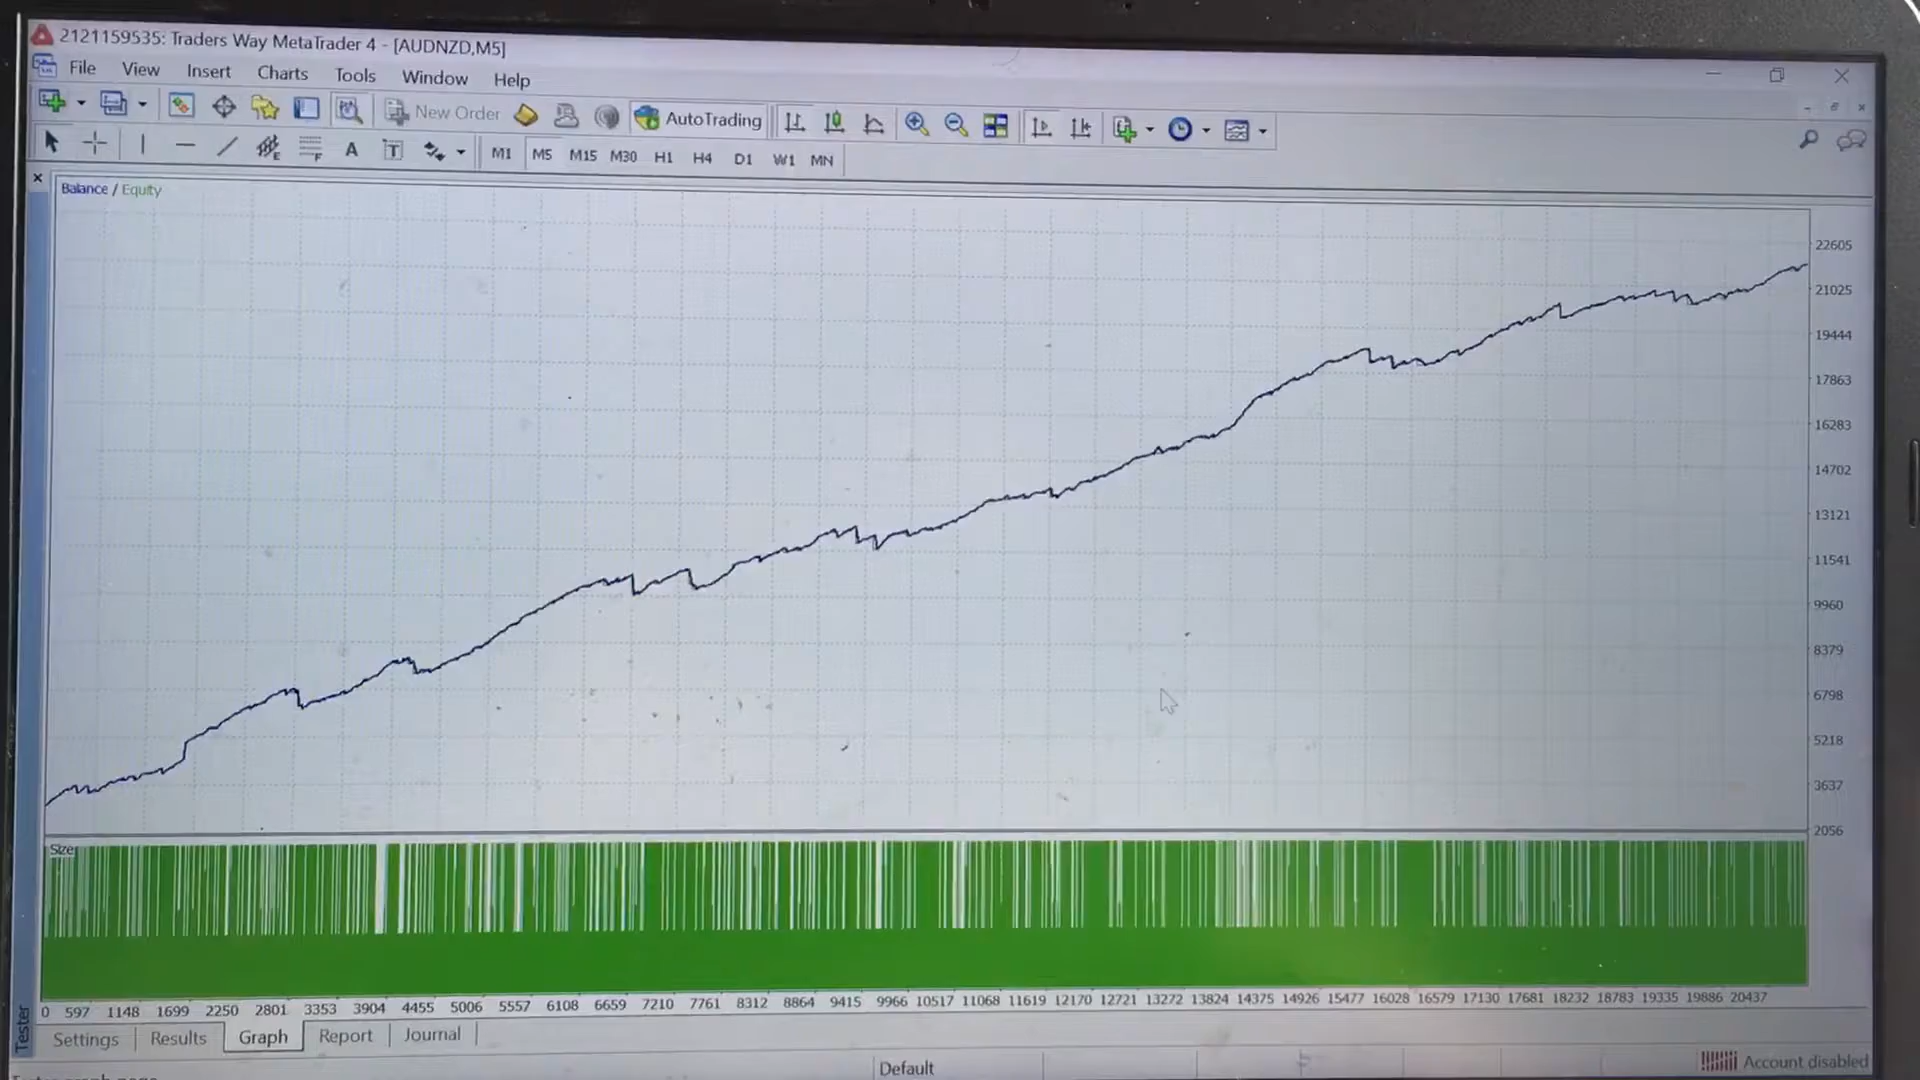 2121159535: Traders Way MetaTrader 4 - [AUDNZD,M5]
File View Insert Charts Tools Window Help
New Order AutoTrading
E F A T M1 M5 M15 M30 H1 H4 D1 W1 MN
Balance / Equity
22605
21025
19444
17863
16283
14702
13121
11541
9960
8379
6798
5218
3637
2056
Size
0 597 1148 1699 2250 2801 3353 3904 4455 5006 5557 6108 6659 7210 7761 8312 8864 9415 9966 10517 11068 11619 12170 12721 13272 13824 14375 14926 15477 16028 16579 17130 17681 18232 18783 19335 19886 20437
Tester
Settings Results Graph Report Journal
Default Account disabled